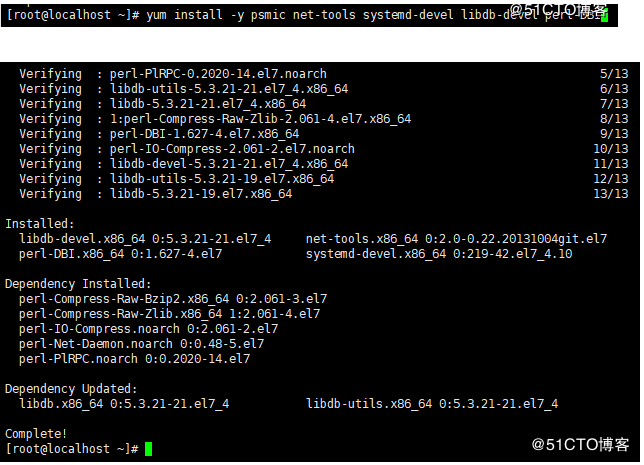 [root@localhost ~]# yum install -y psmic net-tools systemd-devel libdb-devel perl-DBI
@51CTO博客
Verifying  : perl-PlRPC-0.2020-14.el7.noarch 5/13
Verifying  : libdb-utils-5.3.21-21.el7_4.x86_64 6/13
Verifying  : libdb-5.3.21-21.el7_4.x86_64 7/13
Verifying  : 1:perl-Compress-Raw-Zlib-2.061-4.el7.x86_64 8/13
Verifying  : perl-DBI-1.627-4.el7.x86_64 9/13
Verifying  : perl-IO-Compress-2.061-2.el7.noarch 10/13
Verifying  : libdb-devel-5.3.21-21.el7_4.x86_64 11/13
Verifying  : libdb-utils-5.3.21-19.el7.x86_64 12/13
Verifying  : libdb-5.3.21-19.el7.x86_64 13/13
Installed:
libdb-devel.x86_64 0:5.3.21-21.el7_4 net-tools.x86_64 0:2.0-0.22.20131004git.el7
perl-DBI.x86_64 0:1.627-4.el7 systemd-devel.x86_64 0:219-42.el7_4.10
Dependency Installed:
perl-Compress-Raw-Bzip2.x86_64 0:2.061-3.el7
perl-Compress-Raw-Zlib.x86_64 1:2.061-4.el7
perl-IO-Compress.noarch 0:2.061-2.el7
perl-Net-Daemon.noarch 0:0.48-5.el7
perl-PlRPC.noarch 0:0.2020-14.el7
Dependency Updated:
libdb.x86_64 0:5.3.21-21.el7_4 libdb-utils.x86_64 0:5.3.21-21.el7_4
Complete!
[root@localhost ~]#
@51CTO博客